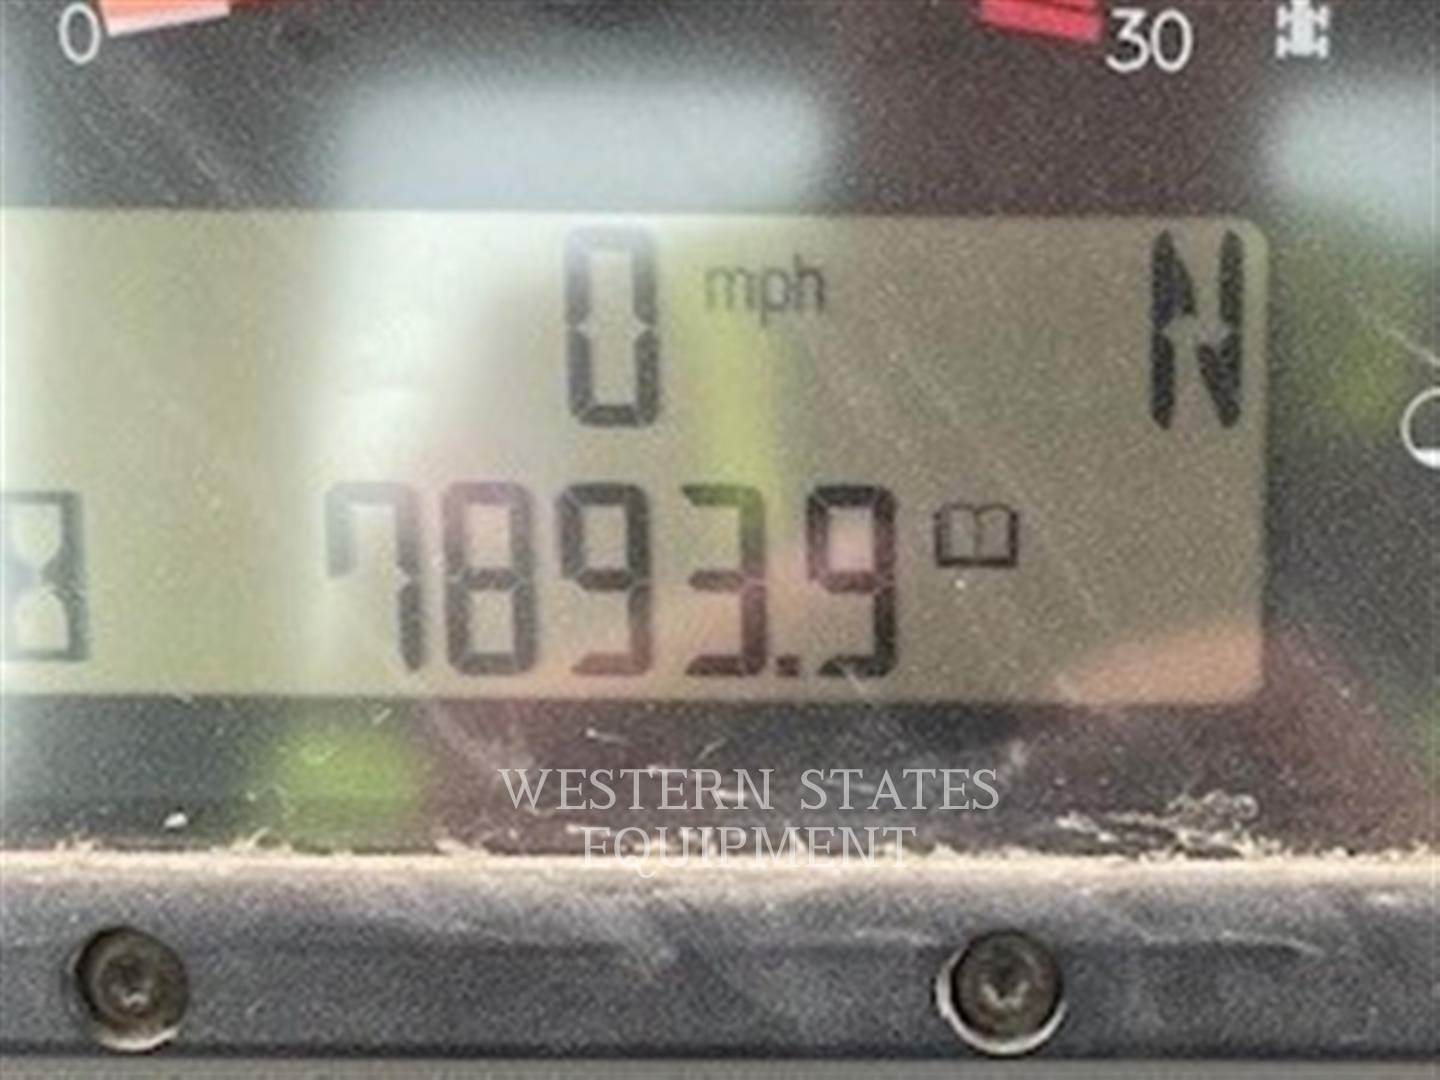 0 30
0 mph N
7893.9
WESTERN STATES
EQUIPMENT